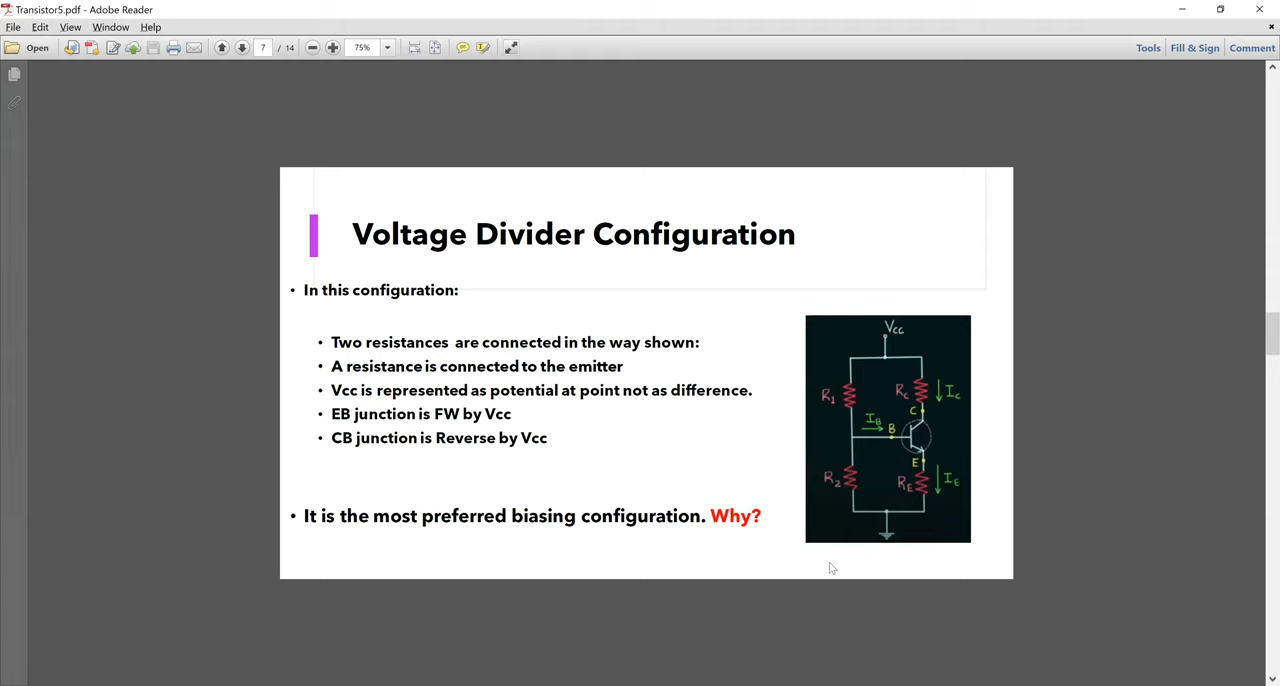 Transistor5.pdf - Adobe Reader
File Edit View Window Help
Open 7 / 14 75% Tools Fill & Sign Comment
Voltage Divider Configuration
• In this configuration:
• Two resistances are connected in the way shown:
• A resistance is connected to the emitter
• Vcc is represented as potential at point not as difference.
• EB junction is FW by Vcc
• CB junction is Reverse by Vcc
• It is the most preferred biasing configuration. Why?
VCC
R1 RC IC
C
IB B
E
R2 RE IE